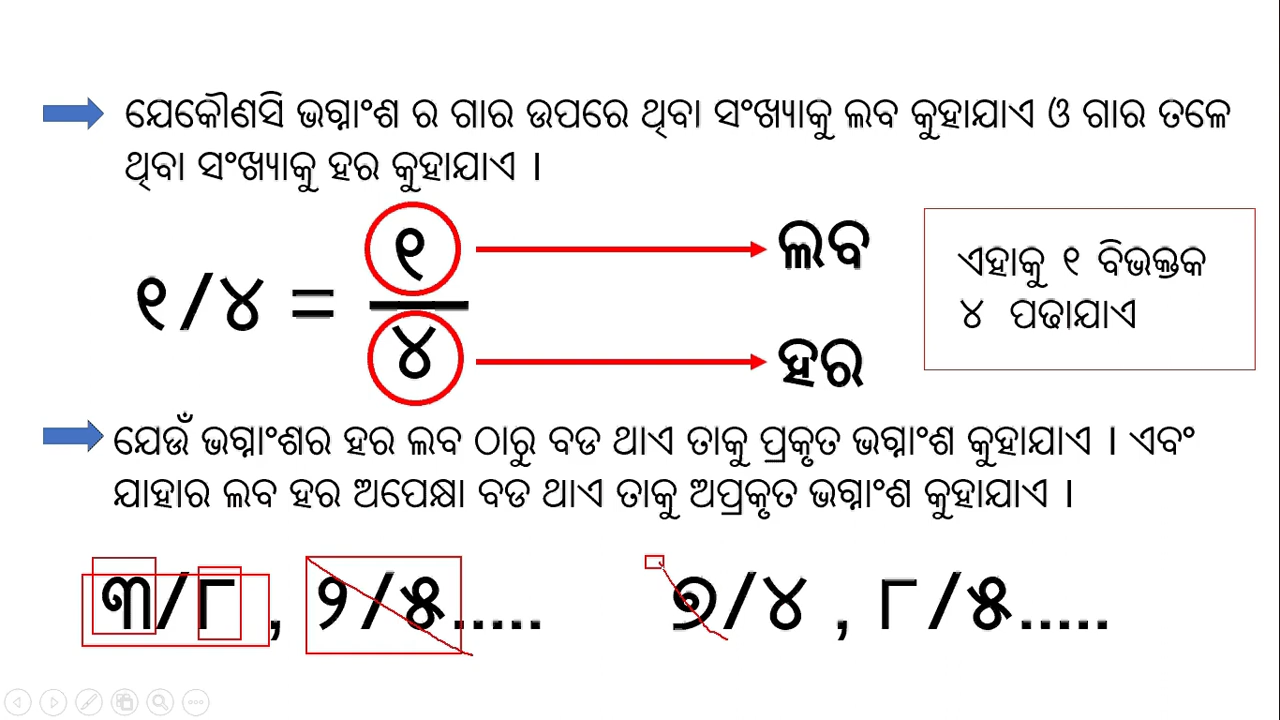 ଯେକୌଣସି ଭଗ୍ନାଂଶ ର ଗାର ଉପରେ ଥିବା ସଂଖ୍ୟାକୁ ଲବ କୁହାଯାଏ ଓ ଗାର ତଳେ
ଥିବା ସଂଖ୍ୟାକୁ ହର କୁହାଯାଏ ।
୧/୪ = ୧/୪
ଲବ
ହର
ଏହାକୁ ୧ ବିଭକ୍ତକ
୪ ପଢାଯାଏ
ଯେଉଁ ଭଗ୍ନାଂଶର ହର ଲବ ଠାରୁ ବଡ ଥାଏ ତାକୁ ପ୍ରକୃତ ଭଗ୍ନାଂଶ କୁହାଯାଏ । ଏବଂ
ଯାହାର ଲବ ହର ଅପେକ୍ଷା ବଡ ଥାଏ ତାକୁ ଅପ୍ରକୃତ ଭଗ୍ନାଂଶ କୁହାଯାଏ ।
୩/୮ , ୨/୫..... ୭/୪ , ୮/୫.....